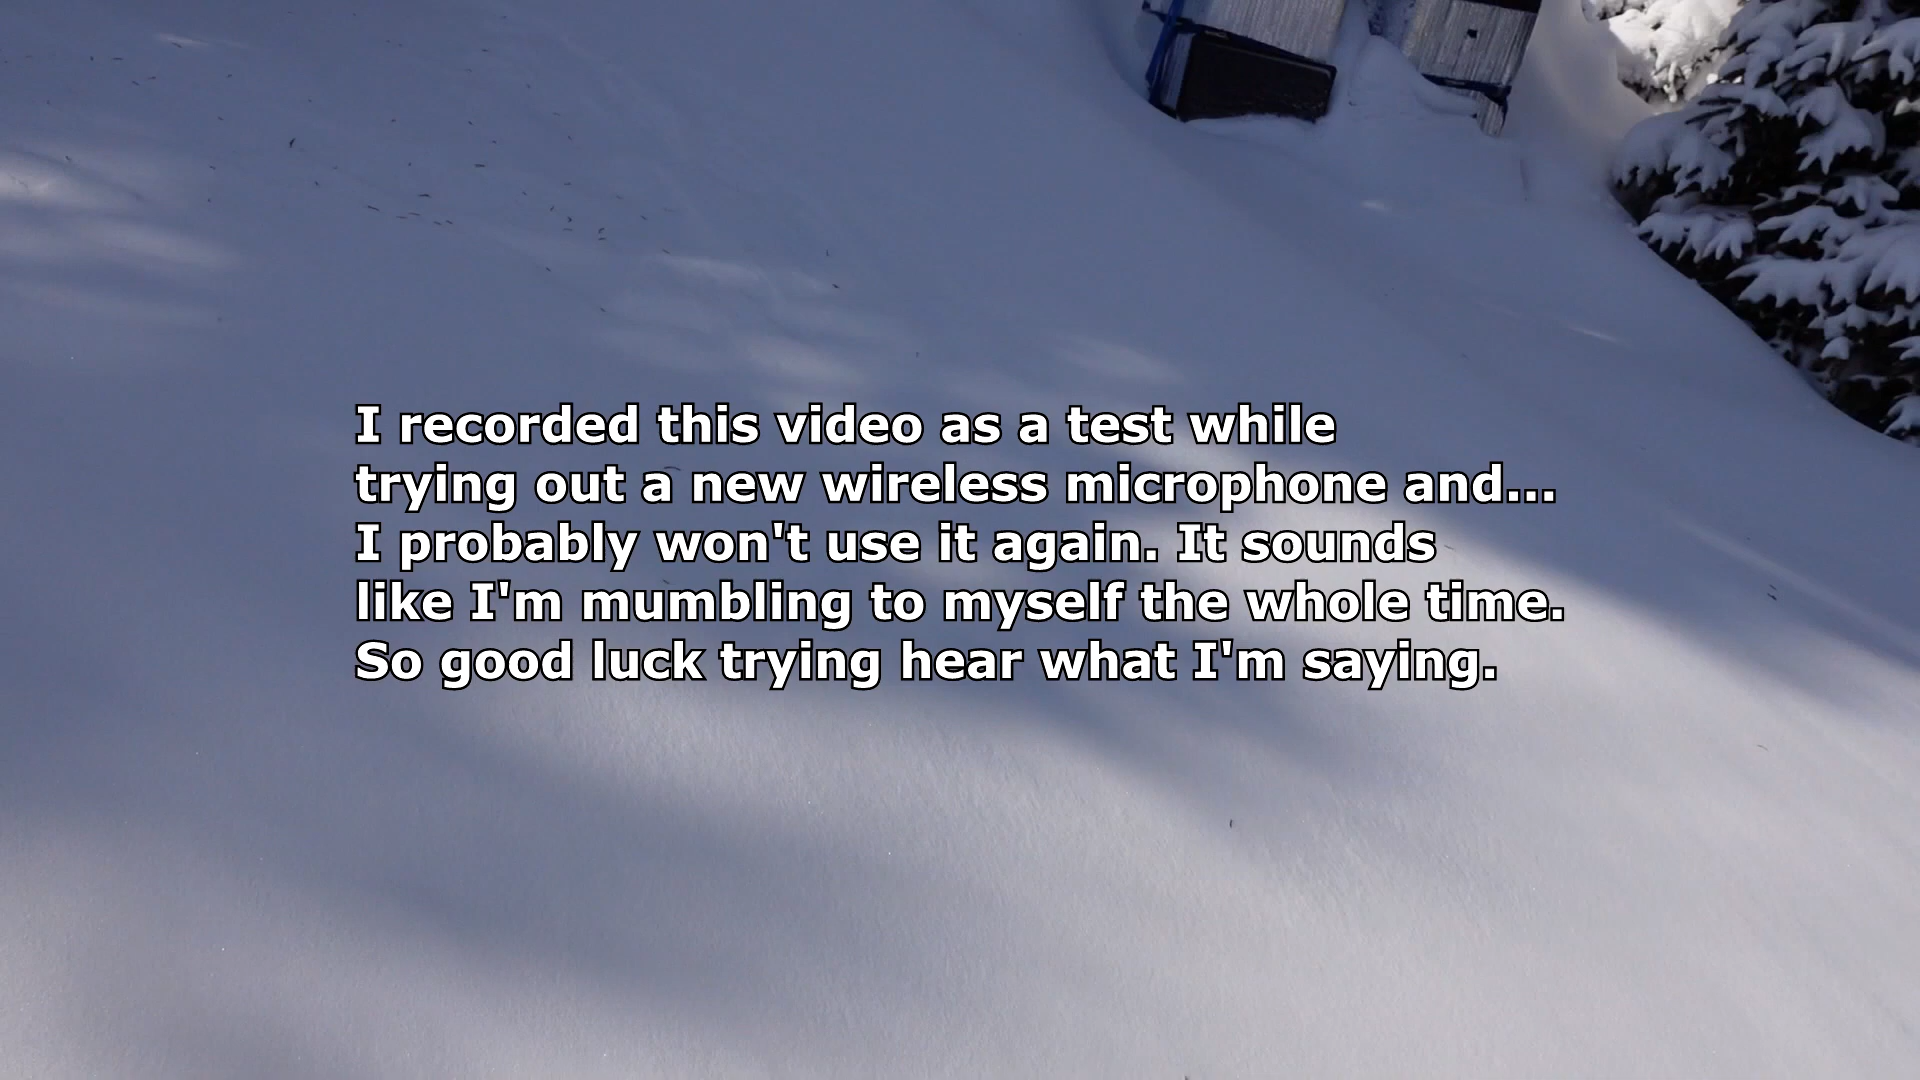 I recorded this video as a test while
trying out a new wireless microphone and...
I probably won't use it again. It sounds
like I'm mumbling to myself the whole time.
So good luck trying hear what I'm saying.